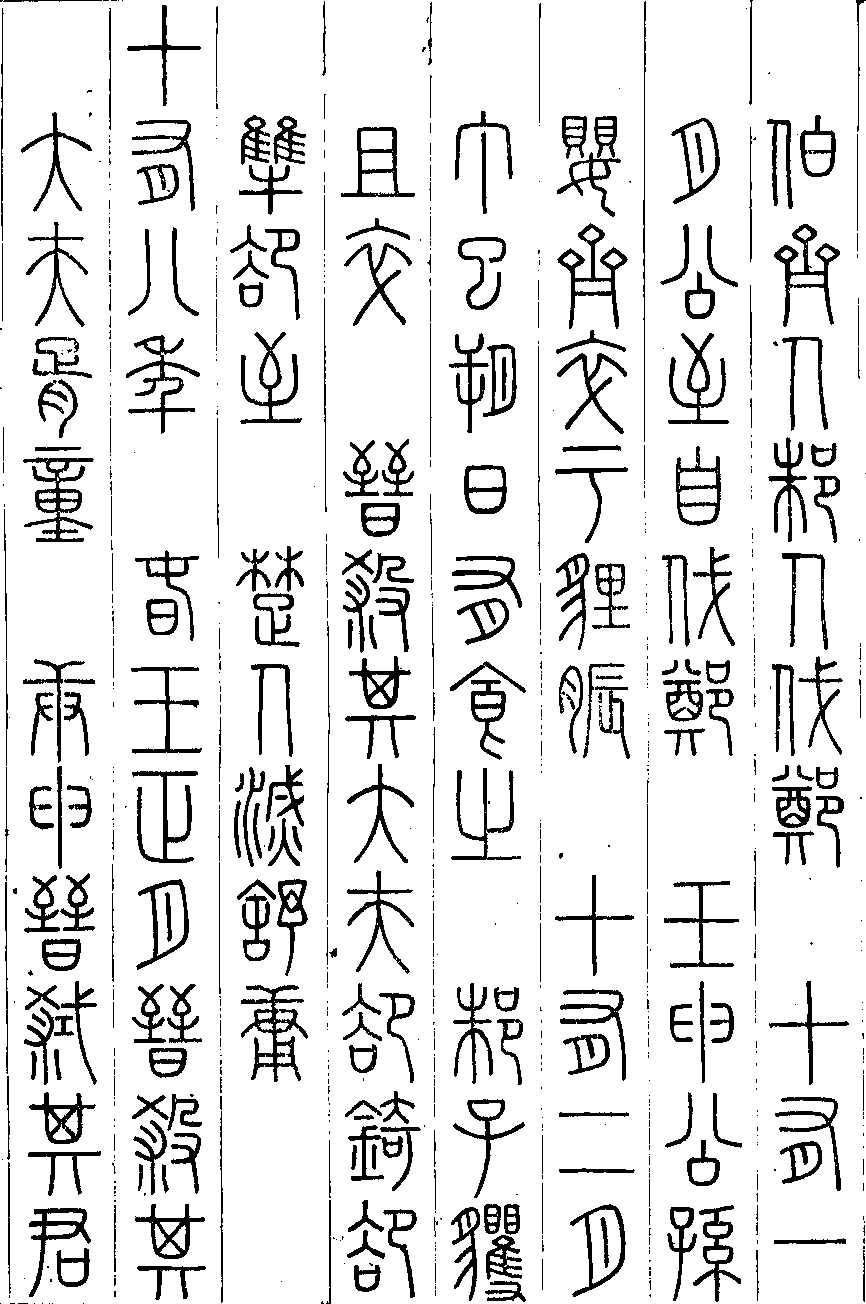 伯齊人邾人伐鄭　十有一
月公至自伐鄭　壬申公孫
嬰齊卒于貍脤　十有二月
丁巳朔日有食之　邾子貜
且卒　晉殺其大夫郤錡郤
犨郤至　楚人滅舒庸
十有八年　春王正月晉殺其
大夫胥童　庚申晉弒其君